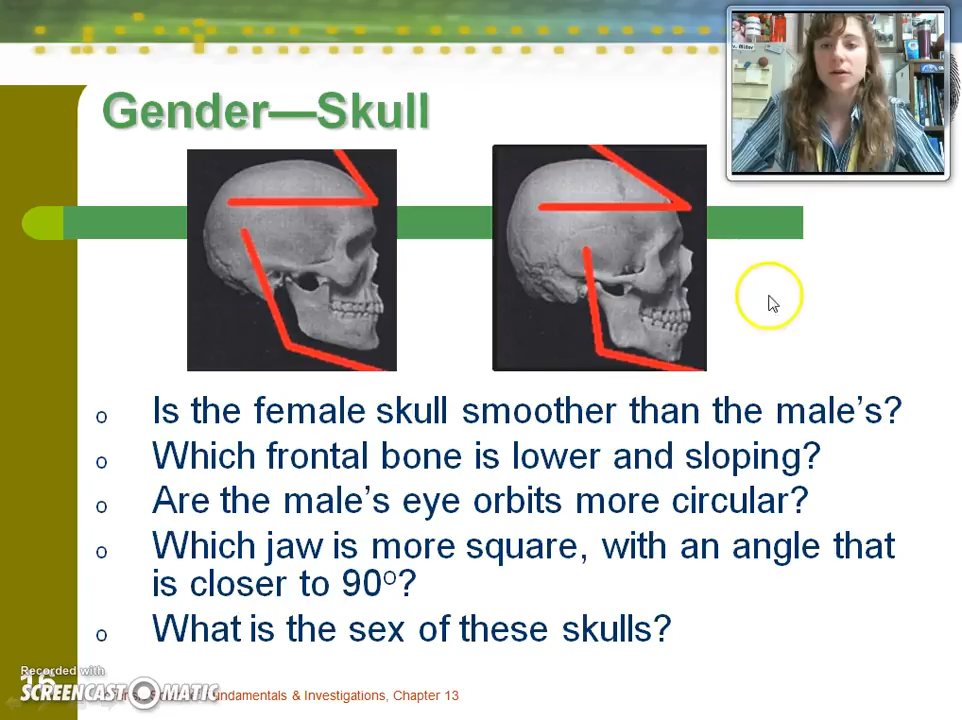 Gender—Skull
o Is the female skull smoother than the male's?
o Which frontal bone is lower and sloping?
o Are the male's eye orbits more circular?
o Which jaw is more square, with an angle that
is closer to 90º?
o What is the sex of these skulls?
Recorded with
16
SCREENCAST MATIC
Fundamentals & Investigations, Chapter 13